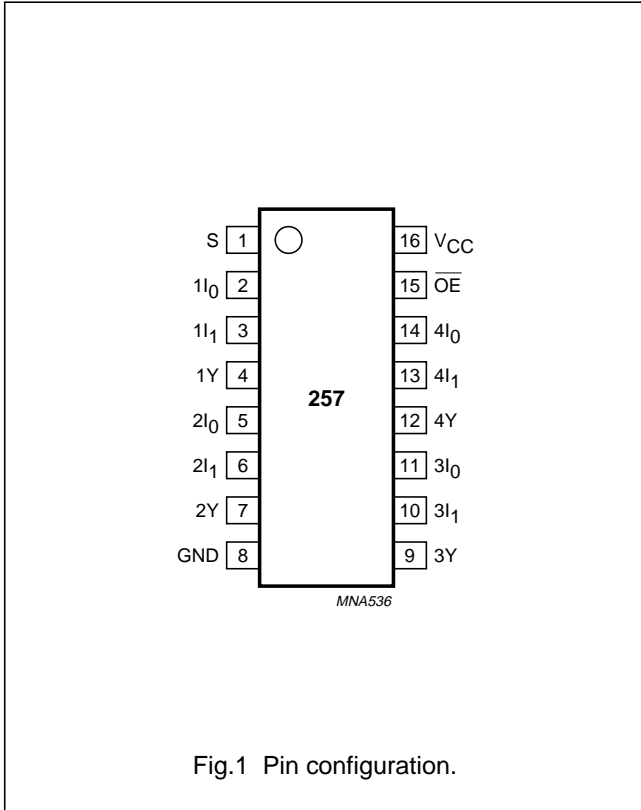 S 1 16 VCC
1I0 2 15 OE
1I1 3 14 4I0
1Y 4 13 4I1
257
2I0 5 12 4Y
2I1 6 11 3I0
2Y 7 10 3I1
GND 8 9 3Y
MNA536
Fig.1 Pin configuration.